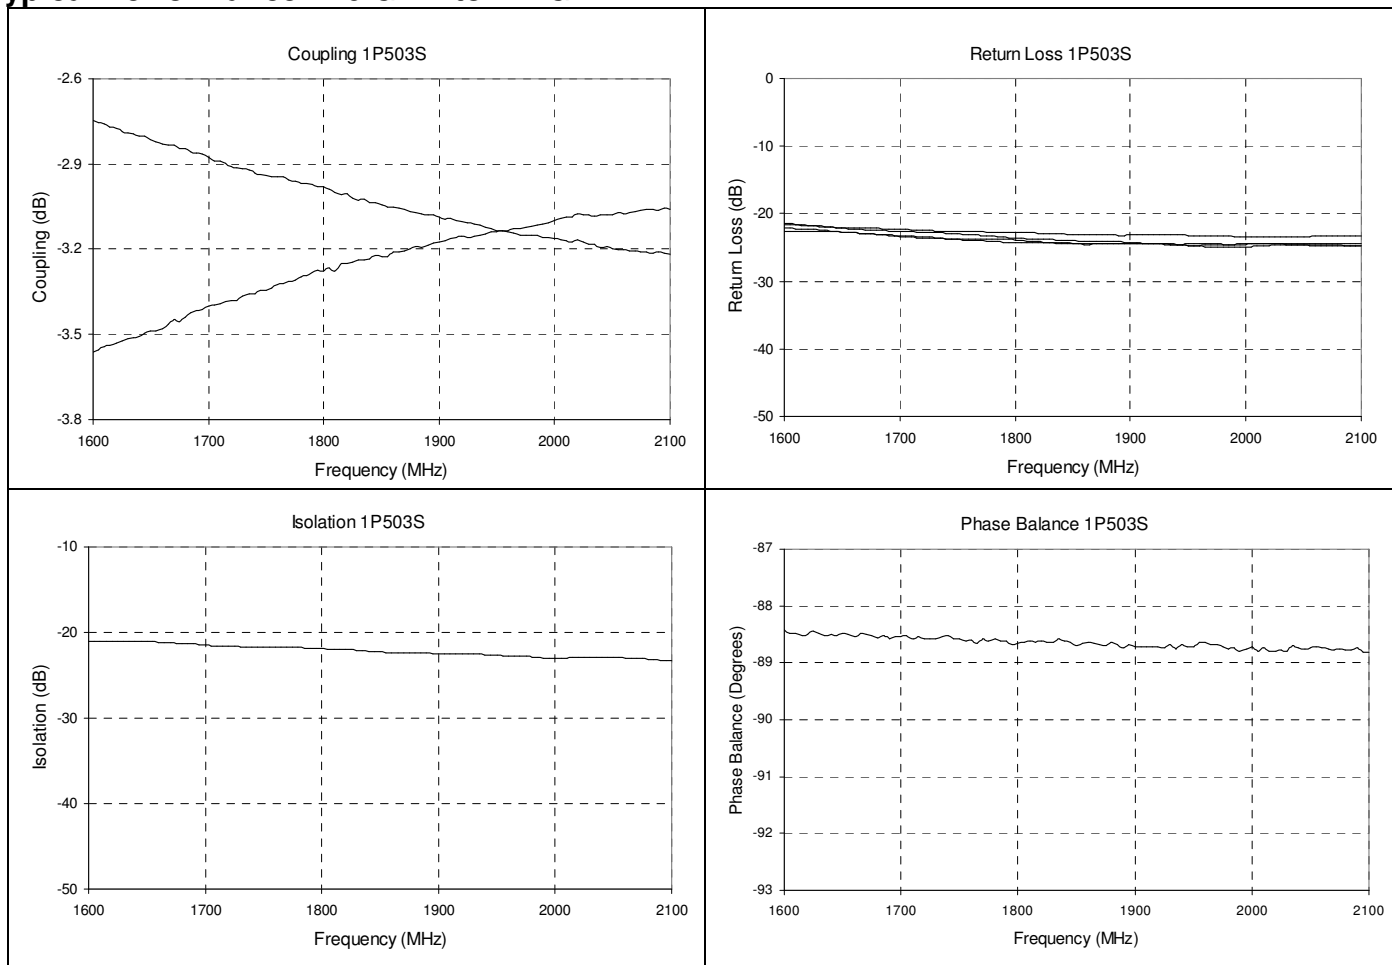 Coupling 1P503S
-2.6
-2.9
-3.2
-3.5
-3.8
Coupling (dB)
1600 1700 1800 1900 2000 2100
Frequency (MHz)
Return Loss 1P503S
0
-10
-20
-30
-40
-50
Return Loss (dB)
1600 1700 1800 1900 2000 2100
Frequency (MHz)
Isolation 1P503S
-10
-20
-30
-40
-50
Isolation (dB)
1600 1700 1800 1900 2000 2100
Frequency (MHz)
Phase Balance 1P503S
-87
-88
-89
-90
-91
-92
-93
Phase Balance (Degrees)
1600 1700 1800 1900 2000 2100
Frequency (MHz)